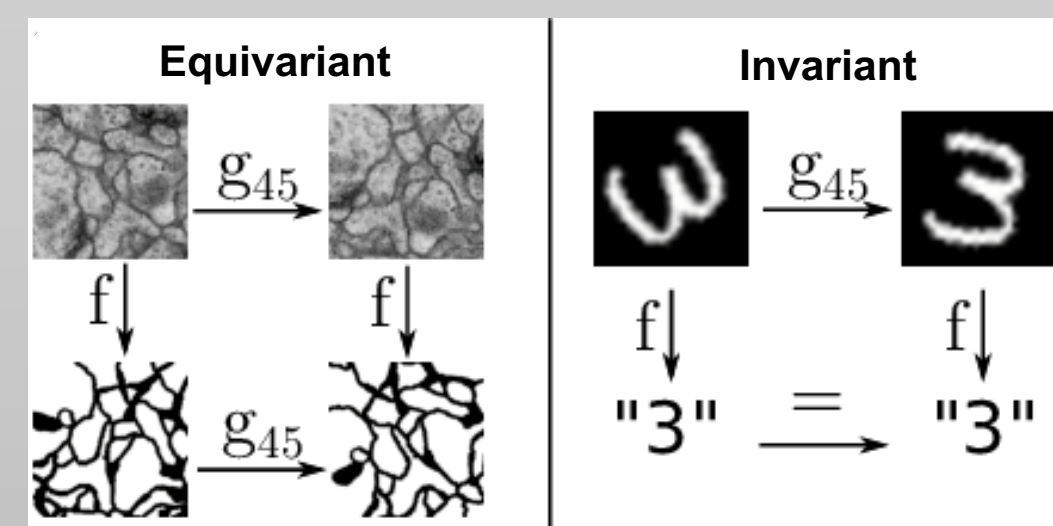 Equivariant
g45
f f
g45
Invariant
g45
f f
"3" = "3"